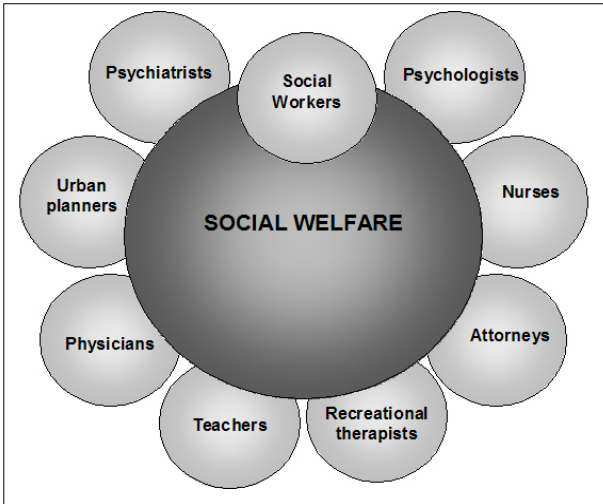 Psychiatrists
Social
Workers
Psychologists
Urban
planners
Nurses
SOCIAL WELFARE
Physicians
Attorneys
Teachers
Recreational
therapists